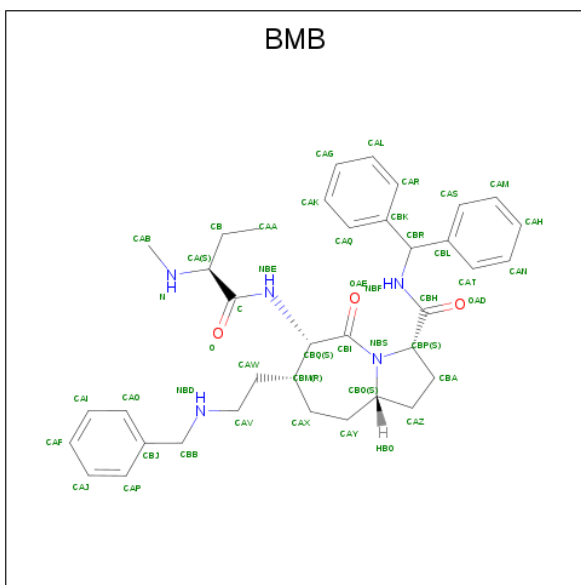 BMB
CAL
CAG
CAR
CAS
CAM
CAK
CBK
CAH
CAQ
CBR
CBL
CAN
CB
CAA
CAB
NBE
OAE
NBF
HN
CAT
CA(S)
H
N
CBH
OAD
N
H
N
C
O
O
O
NBS
CBP(S)
CBQ(S)
CBI
N
CAW
CBM(R)
CBO(S)
CBA
NBD
CAZ
CAI
CAO
H
N
CAX
CAY
CAV
H
CAF
HBO
CBJ
CBB
CAJ
CAP